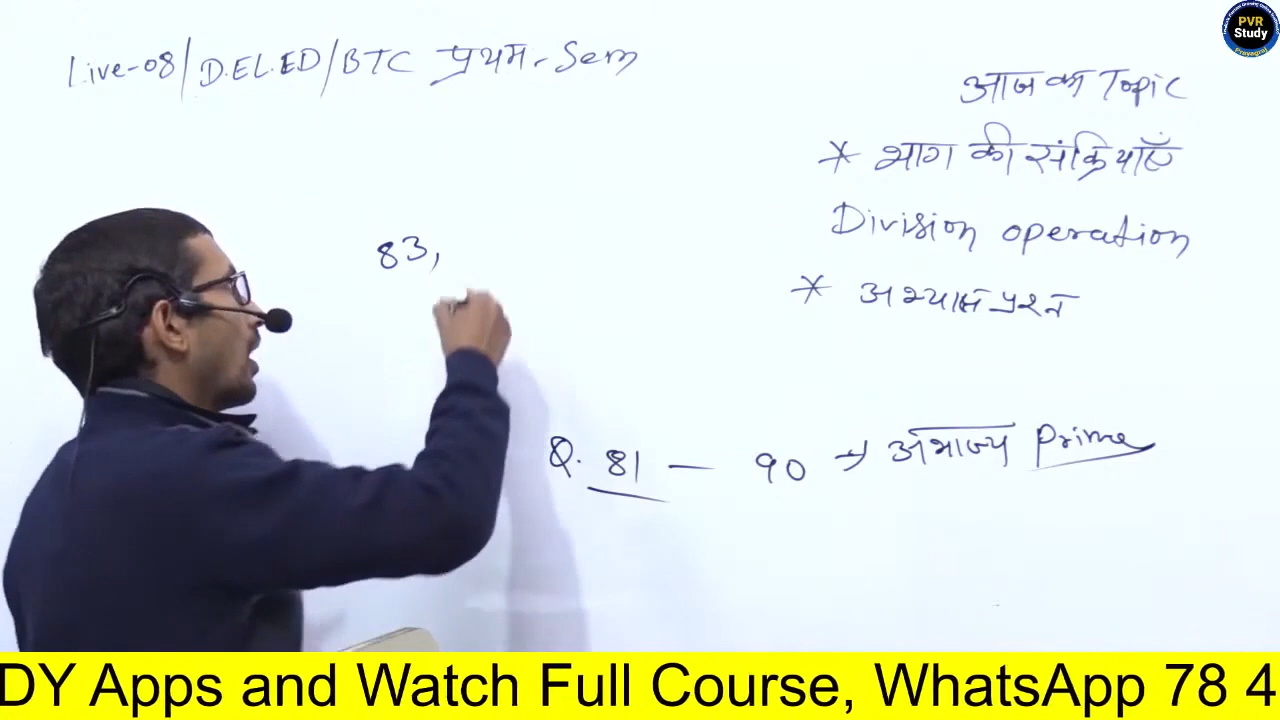 Live-08/D.EL.ED/BTC प्रथम-Sem
PVR
Study
Prayagraj
आज का Topic
* भाग की संक्रियाएँ
Division operation
* अभ्यास प्रश्न
83,
Q. 81 — 90 → अभाज्य Prime
DY Apps and Watch Full Course, WhatsApp 78 4